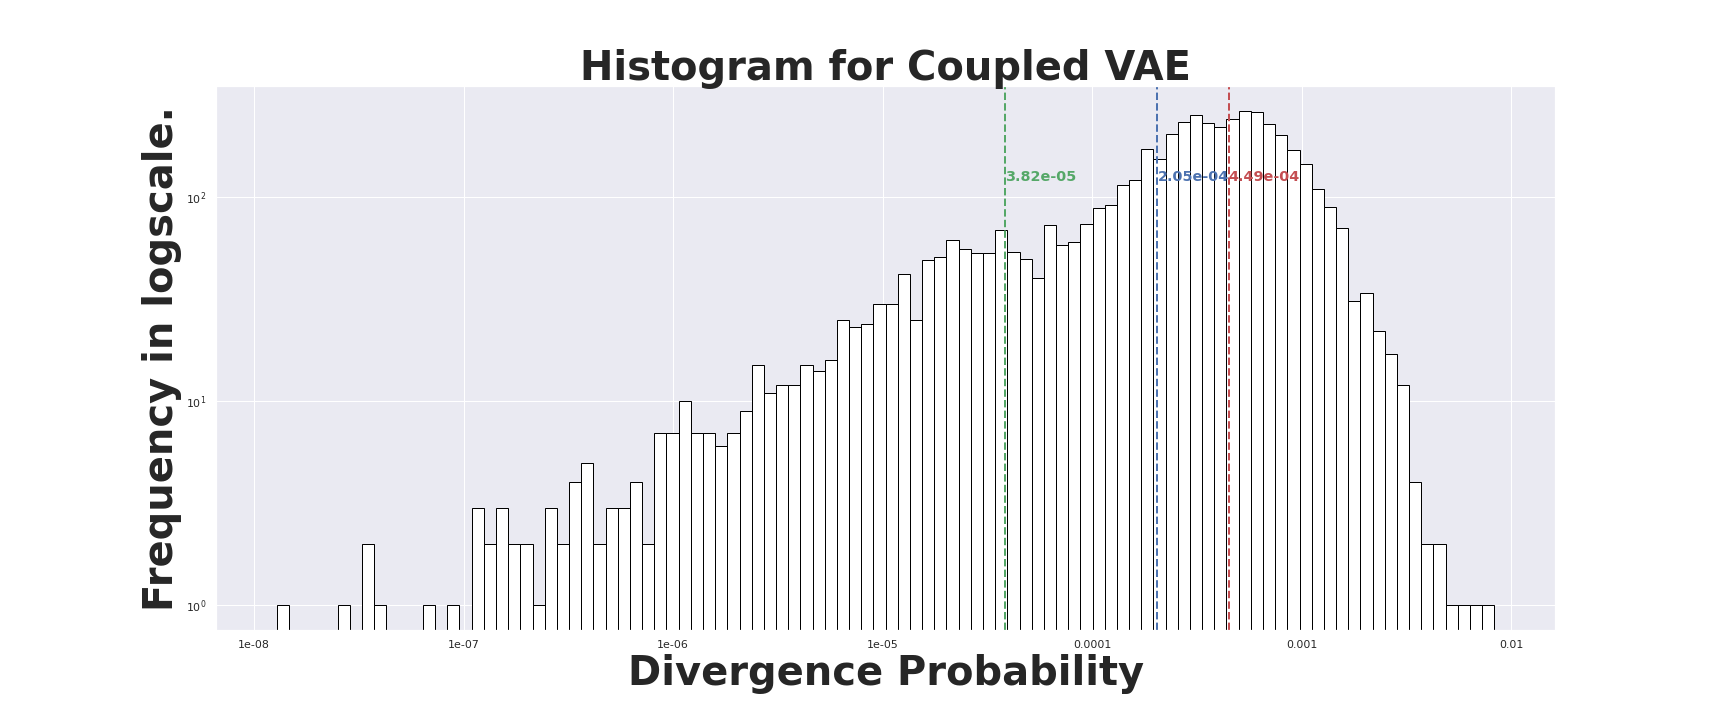 Histogram for Coupled VAE
Frequency in logscale.
10²
10¹
10⁰
3.82e-05
2.05e-04
4.49e-04
1e-08
1e-07
1e-06
1e-05
0.0001
0.001
0.01
Divergence Probability